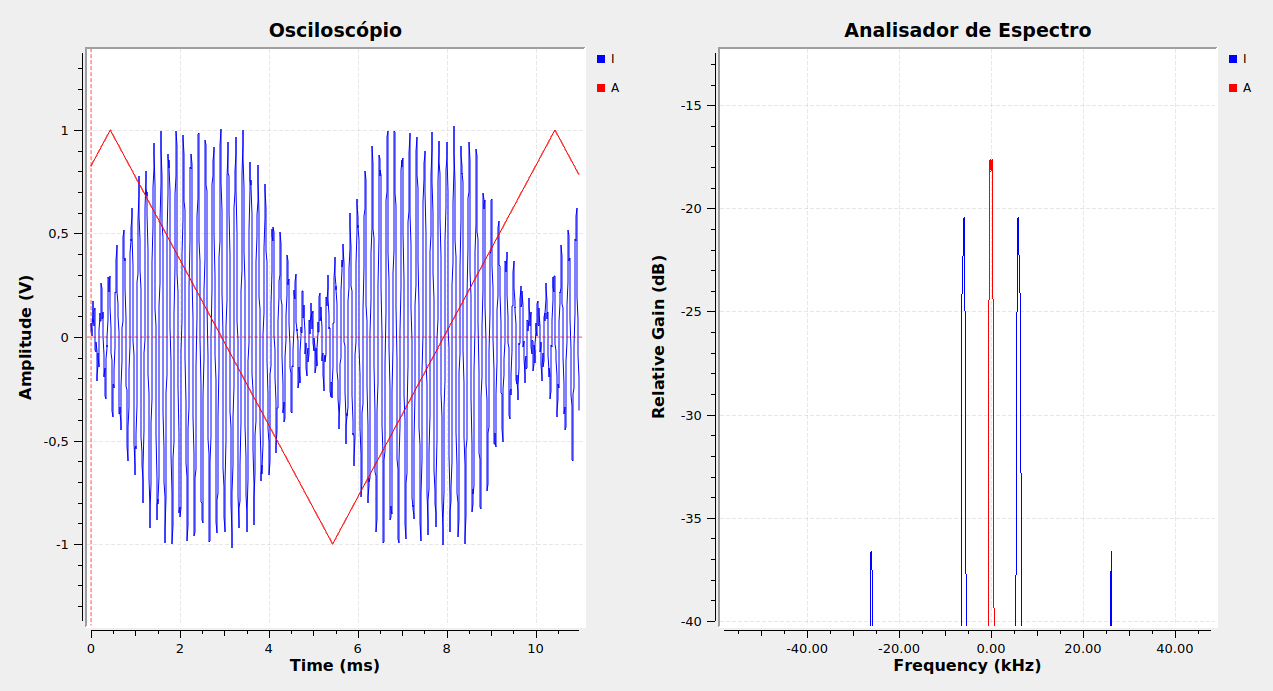 Osciloscópio
I
A
Amplitude (V)
1
0,5
0
-0,5
-1
0
2
4
6
8
10
Time (ms)
Analisador de Espectro
I
A
Relative Gain (dB)
-15
-20
-25
-30
-35
-40
-40.00
-20.00
0.00
20.00
40.00
Frequency (kHz)